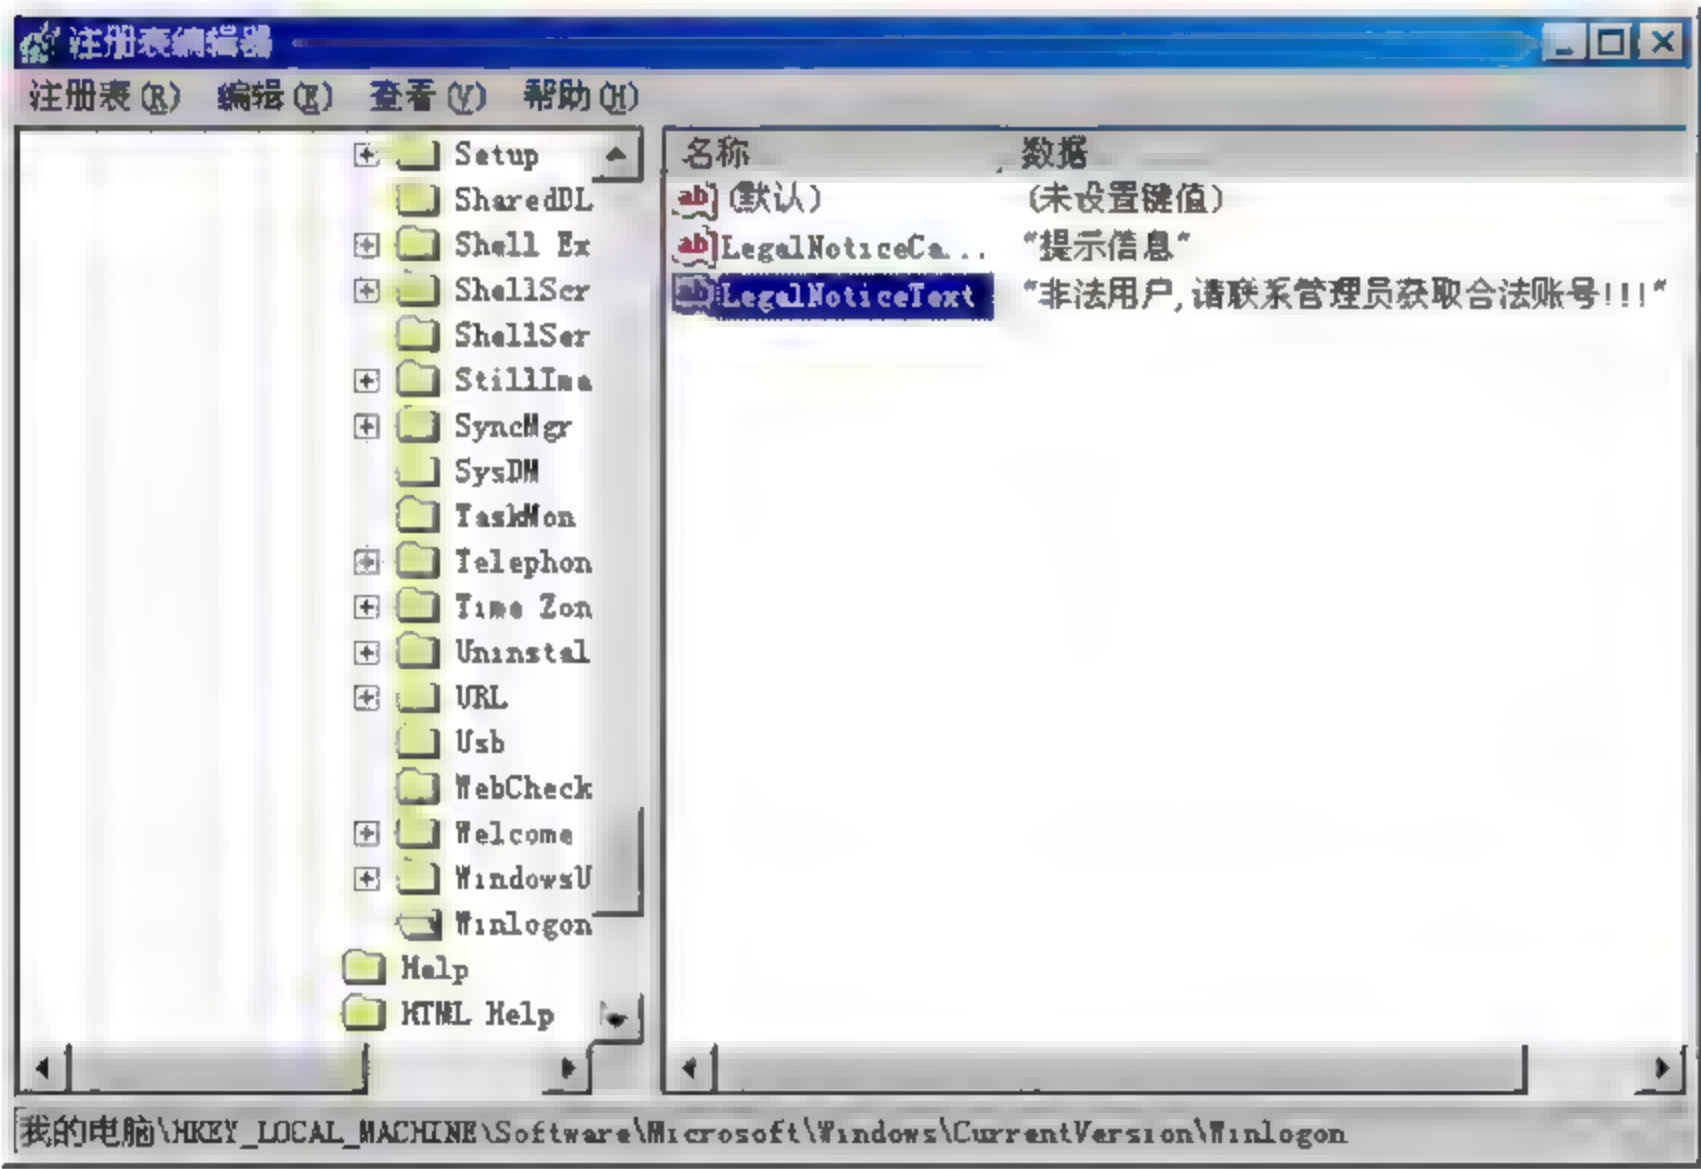 注册表编辑器
注册表(R) 编辑(E) 查看(V) 帮助(H)
Setup
SharedDL
Shell Ex
ShellScr
ShellSer
StillIma
SyncMgr
SysDM
TaskMon
Telephon
Time Zon
Uninstal
URL
Usb
WebCheck
Welcome
WindowsU
Winlogon
Help
HTML Help
名称 数据
(默认) (未设置键值)
LegalNoticeCa... "提示信息"
LegalNoticeText "非法用户,请联系管理员获取合法账号!!!"
我的电脑\HKEY_LOCAL_MACHINE\Software\Microsoft\Windows\CurrentVersion\Winlogon